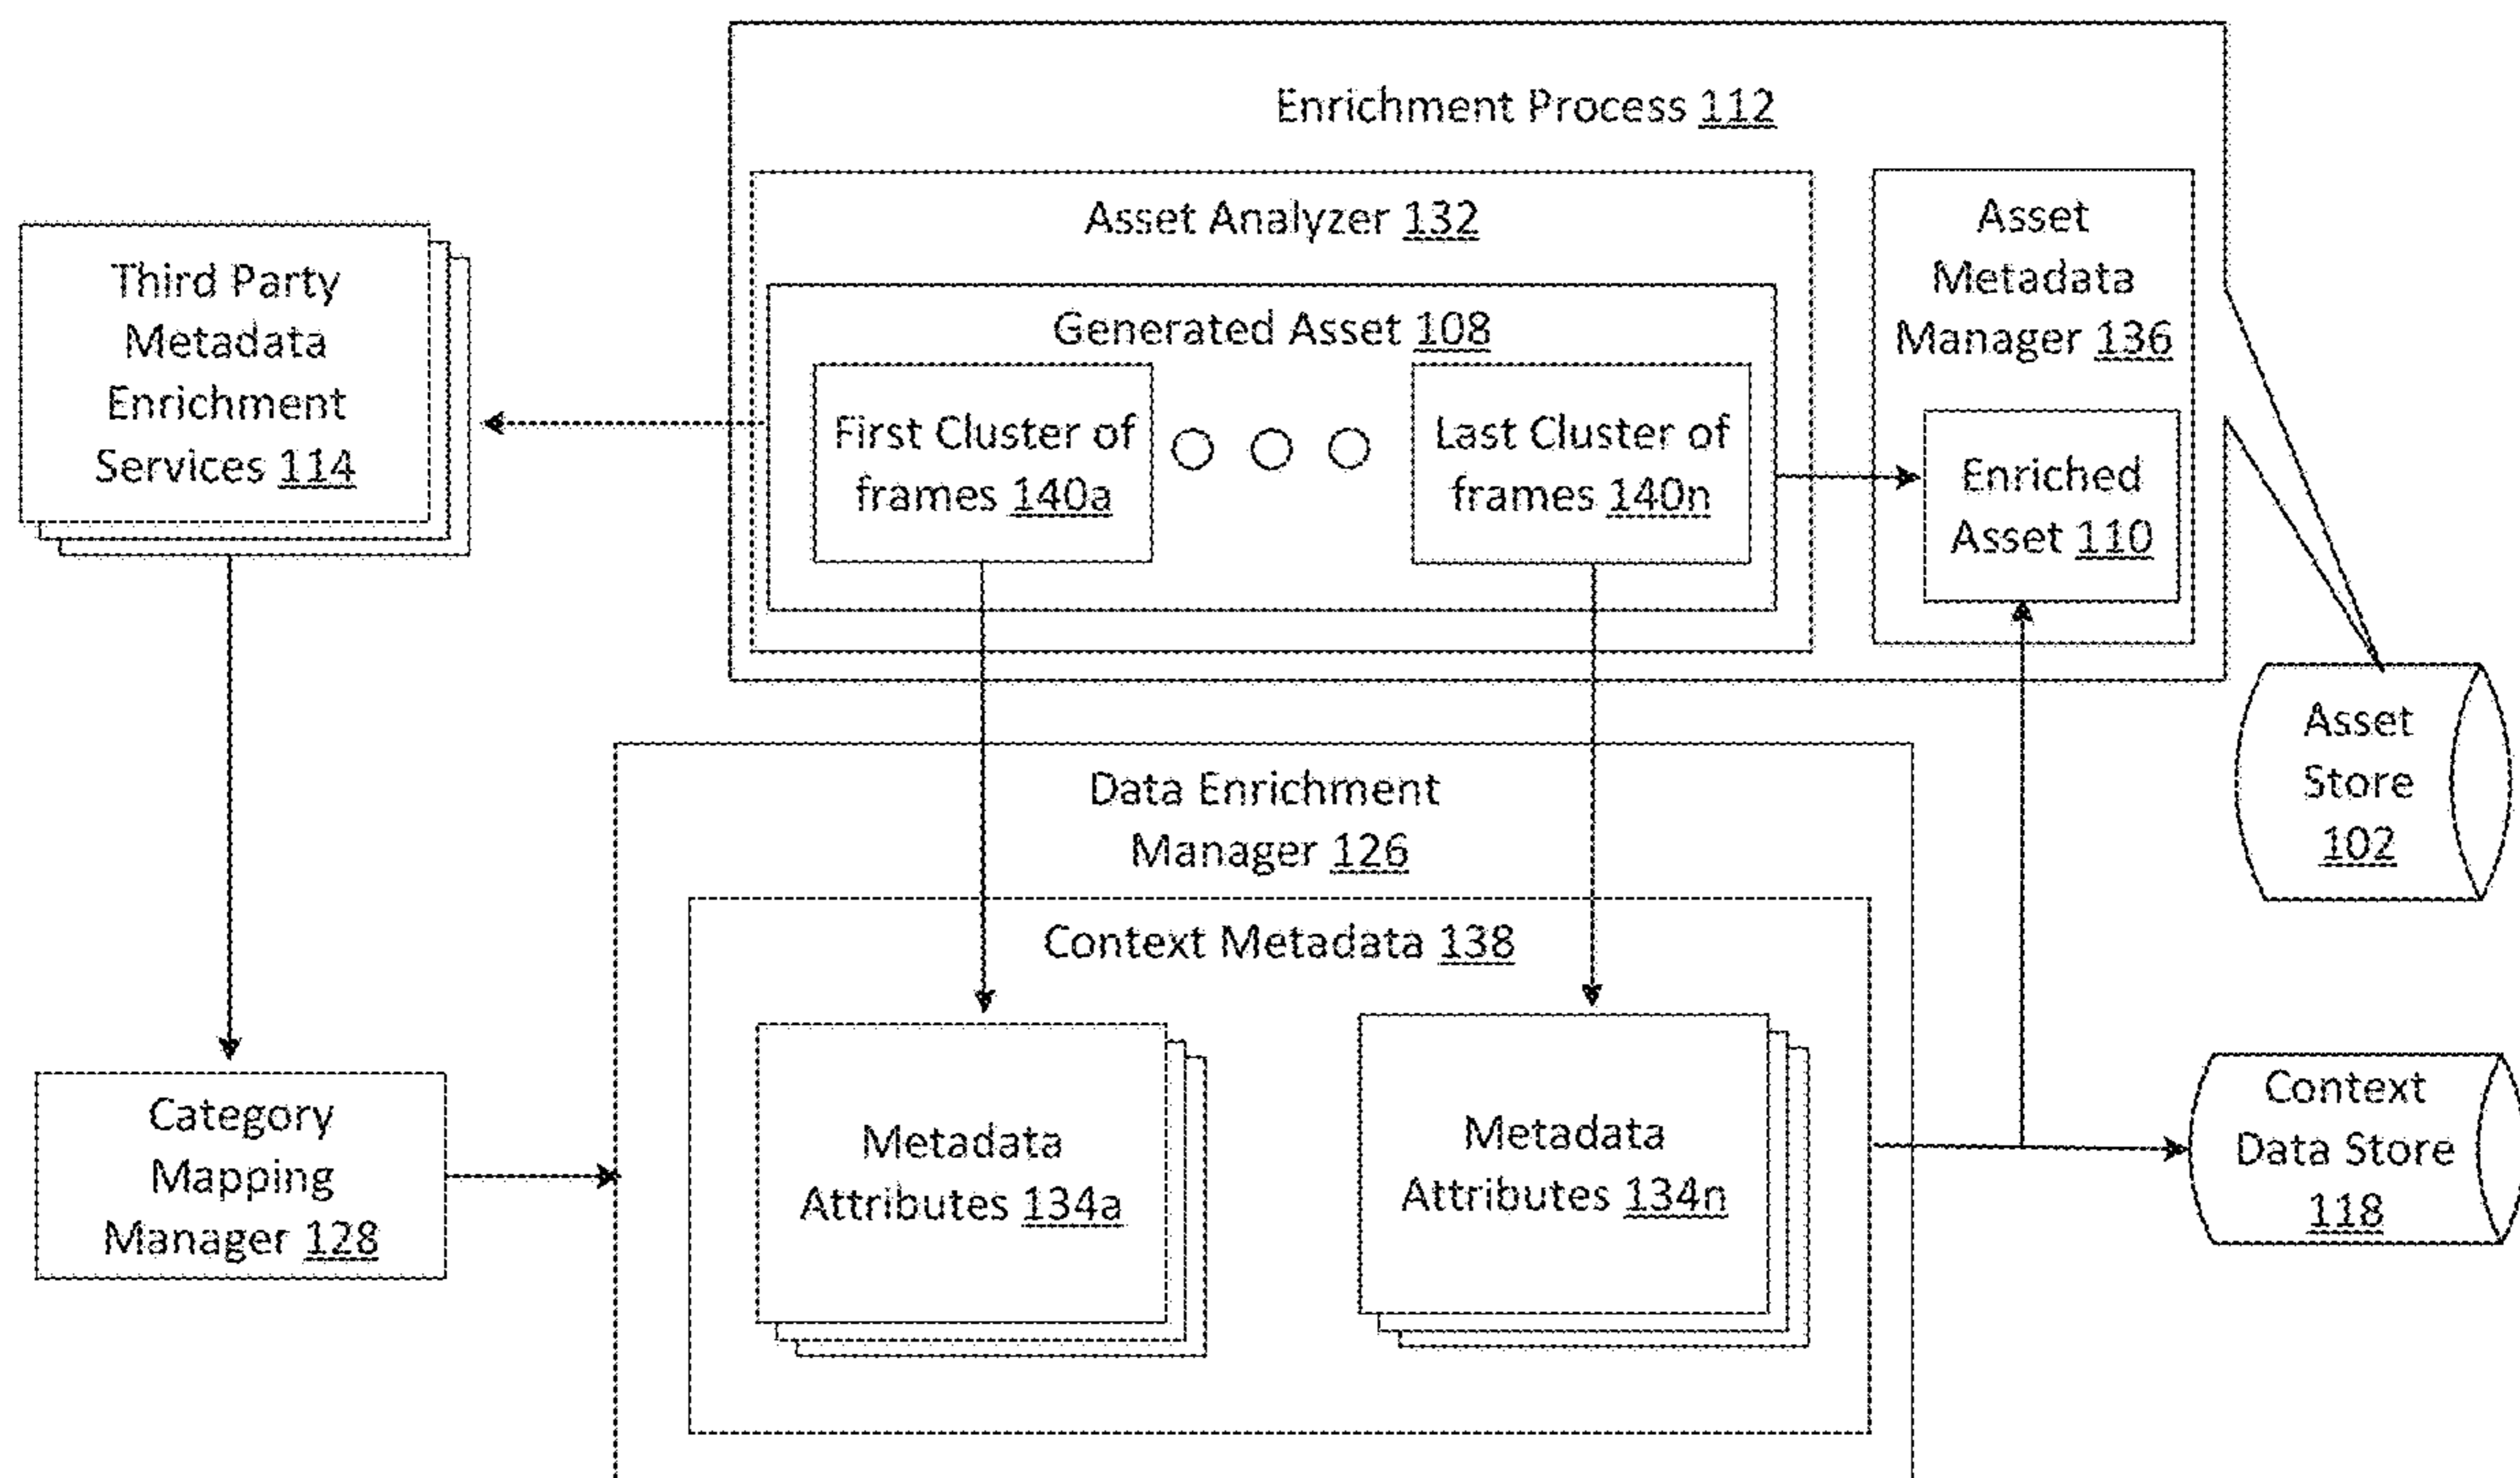 Enrichment Process 112
Asset Analyzer 132
Generated Asset 108
First Cluster of
frames 140a
Last Cluster of
frames 140n
Asset
Metadata
Manager 136
Enriched
Asset 110
Third Party
Metadata
Enrichment
Services 114
Asset
Store
102
Data Enrichment
Manager 126
Context Metadata 138
Metadata
Attributes 134a
Metadata
Attributes 134n
Category
Mapping
Manager 128
Context
Data Store
118